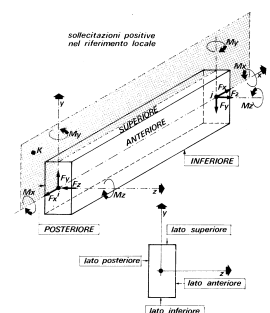 sollecitazioni positive
nel riferimento locale
My
Mx
x
Fx
Fz
j
Fy
Mz
y
SUPERIORE
ANTERIORE
My
K
INFERIORE
Fy
Mx
Fz
Fx
i
Mz
z
POSTERIORE
y
lato superiore
lato posteriore
z
lato anteriore
lato inferiore